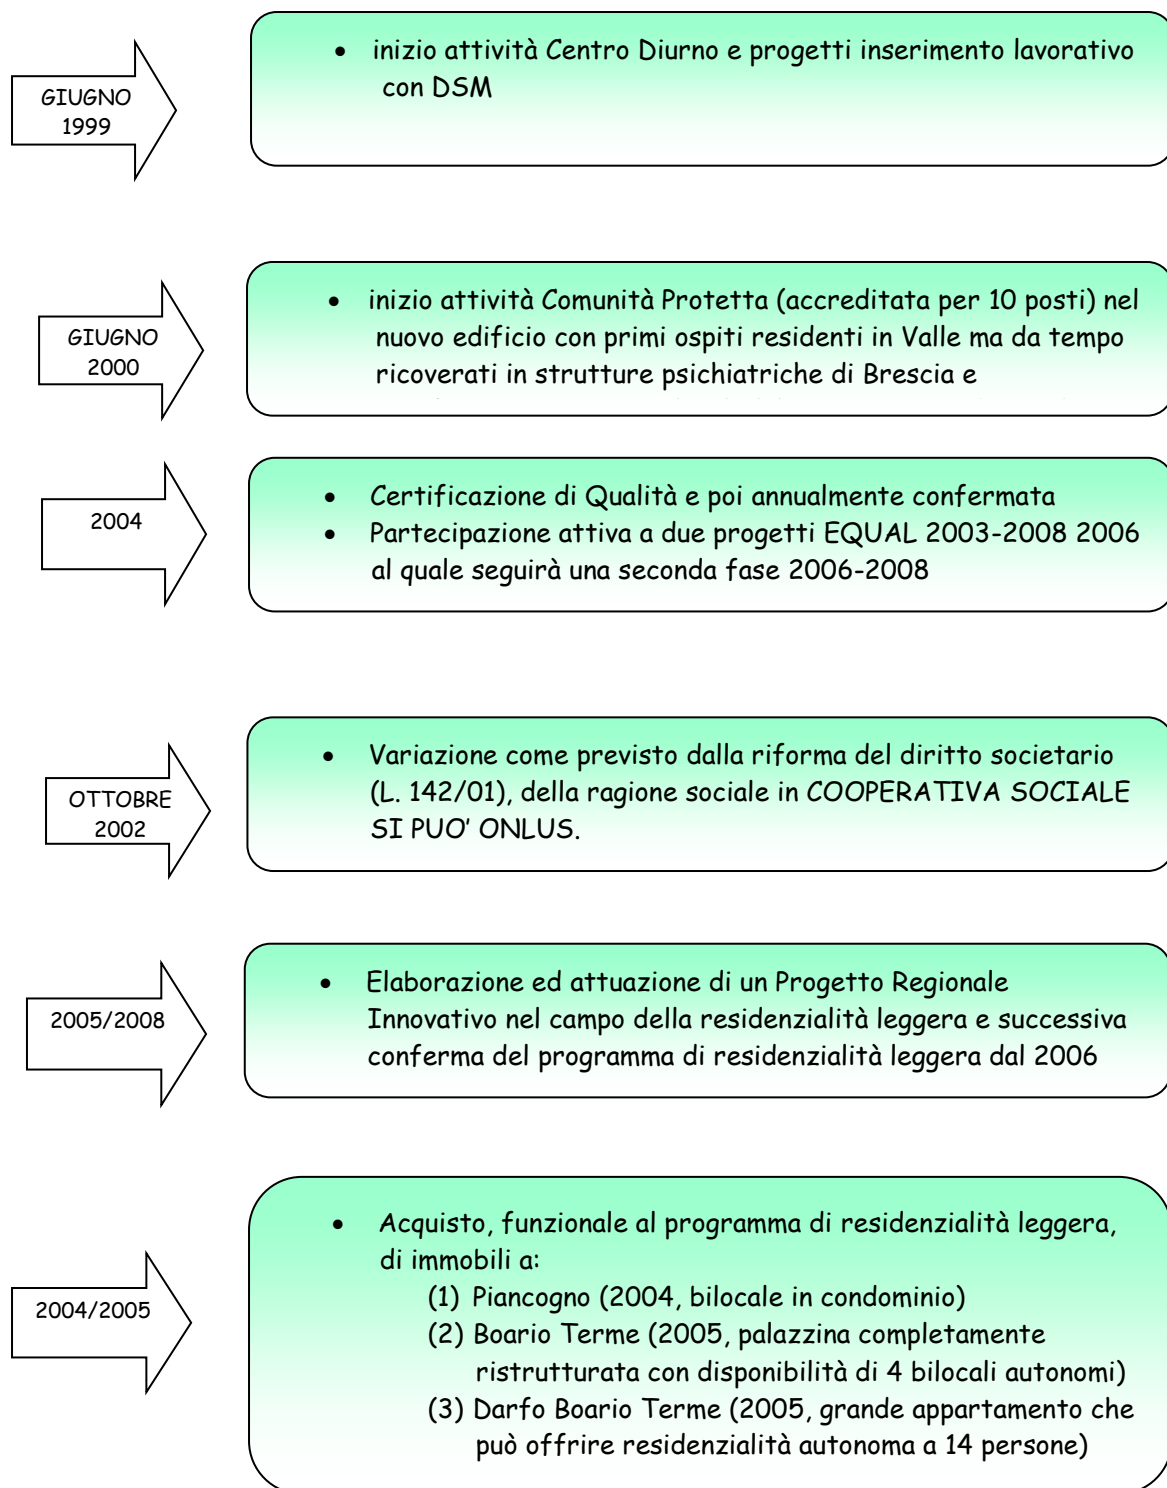 GIUGNO
1999
• inizio attività Centro Diurno e progetti inserimento lavorativo
con DSM
GIUGNO
2000
• inizio attività Comunità Protetta (accreditata per 10 posti) nel
nuovo edificio con primi ospiti residenti in Valle ma da tempo
ricoverati in strutture psichiatriche di Brescia e
2004
• Certificazione di Qualità e poi annualmente confermata
• Partecipazione attiva a due progetti EQUAL 2003-2008 2006
al quale seguirà una seconda fase 2006-2008
OTTOBRE
2002
• Variazione come previsto dalla riforma del diritto societario
(L. 142/01), della ragione sociale in COOPERATIVA SOCIALE
SI PUO' ONLUS.
2005/2008
• Elaborazione ed attuazione di un Progetto Regionale
Innovativo nel campo della residenzialità leggera e successiva
conferma del programma di residenzialità leggera dal 2006
2004/2005
• Acquisto, funzionale al programma di residenzialità leggera,
di immobili a:
(1) Piancogno (2004, bilocale in condominio)
(2) Boario Terme (2005, palazzina completamente
ristrutturata con disponibilità di 4 bilocali autonomi)
(3) Darfo Boario Terme (2005, grande appartamento che
può offrire residenzialità autonoma a 14 persone)